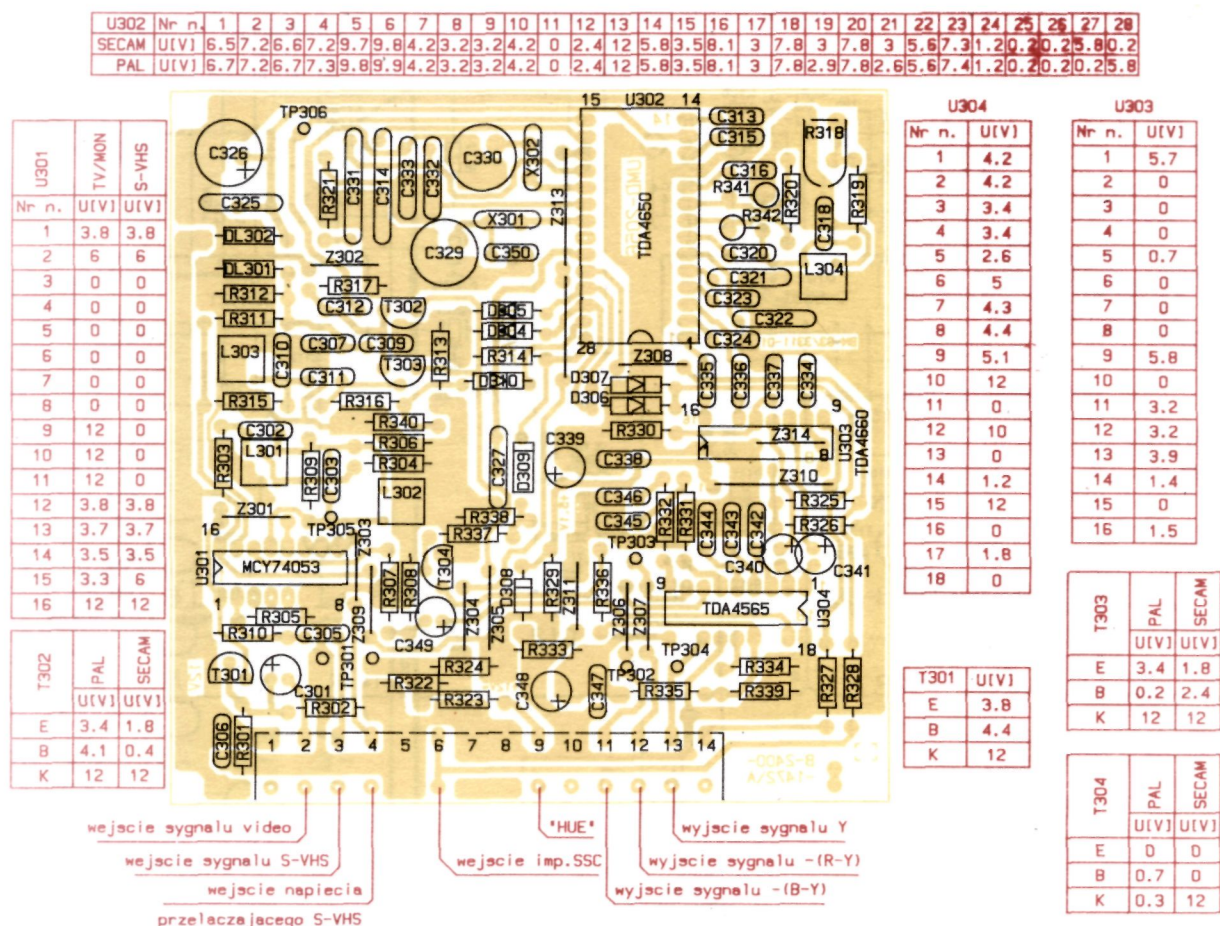 U302 Nr n. 1 2 3 4 5 6 7 8 9 10 11 12 13 14 15 16 17 18 19 20 21 22 23 24 25 26 27 28
SECAM U[V] 6.5 7.2 6.6 7.2 9.7 9.8 4.2 3.2 3.2 4.2 0 2.4 12 5.8 3.5 8.1 3 7.8 3 7.8 3 5.6 7.3 1.2 0.2 0.2 5.8 0.2
PAL U[V] 6.7 7.2 6.7 7.3 9.8 9.9 4.2 3.2 3.2 4.2 0 2.4 12 5.8 3.5 8.1 3 7.8 2.9 7.8 2.6 5.6 7.4 1.2 0.2 0.2 0.2 5.8
U301 TV/MON S-VHS
Nr n. U[V] U[V]
1 3.8 3.8
2 6 6
3 0 0
4 0 0
5 0 0
6 0 0
7 0 0
8 0 0
9 12 0
10 12 0
11 12 0
12 3.8 3.8
13 3.7 3.7
14 3.5 3.5
15 3.3 6
16 12 12
T302 PAL SECAM
U[V] U[V]
E 3.4 1.8
B 4.1 0.4
K 12 12
TP306 15 U302 14
C326 C330 X302 C313 C315 R318
R321 C331 C314 C333 C332 Z313 TDA4650 C316 R341 R320 R319
C325 X301 R342 C318
DL302 C329 C350 C320 L304
DL301 Z302 C321
R312 R317 C323
R311 C312 T302 D305 C322
D304 C324
L303 C310 C307 C309 R313 R314 28 1 Z308
C311 T303 D310 D307 C335 C336 C337 C334
R315 R316 D306 16 9
C302 R340 R330 Z314 U303 TDA4660
R303 L301 R306 C339 8
R309 C303 R304 C327 D309 C338 Z310
L302 C346 R325
Z301 TP305 R338 C345 R332 R331 C344 C343 C342 R326
16 Z303 R337 TP303 C340 C341
U301 MCY74053 R307 R308 T304 D308 R329 Z311 R336 9 1
1 8 Z309 Z304 Z305 Z306 Z307 TDA4565 U304
R305 C349
R310 C305 R333 18
T301 C301 TP301 R324 TP302 TP304 R334 R327 R328
R322 C348 C347 R335 R339
R302 R323
C306 R301
1 2 3 4 5 6 7 8 9 10 11 12 13 14
B-2400-
-1422/A
U304
Nr n. U[V]
1 4.2
2 4.2
3 3.4
4 3.4
5 2.6
6 5
7 4.3
8 4.4
9 5.1
10 12
11 0
12 10
13 0
14 1.2
15 12
16 0
17 1.8
18 0
U303
Nr n. U[V]
1 5.7
2 0
3 0
4 0
5 0.7
6 0
7 0
8 0
9 5.8
10 0
11 3.2
12 3.2
13 3.9
14 1.4
15 0
16 1.5
T301 U[V]
E 3.8
B 4.4
K 12
T303 PAL SECAM
U[V] U[V]
E 3.4 1.8
B 0.2 2.4
K 12 12
T304 PAL SECAM
U[V] U[V]
E 0 0
B 0.7 0
K 0.3 12
wejscie sygnalu video
wejscie sygnalu S-VHS
wejscie napiecia
przelaczajacego S-VHS
wejscie imp.SSC
"HUE"
wyjscie sygnalu Y
wyjscie sygnalu -(R-Y)
wyjscie sygnalu -(B-Y)